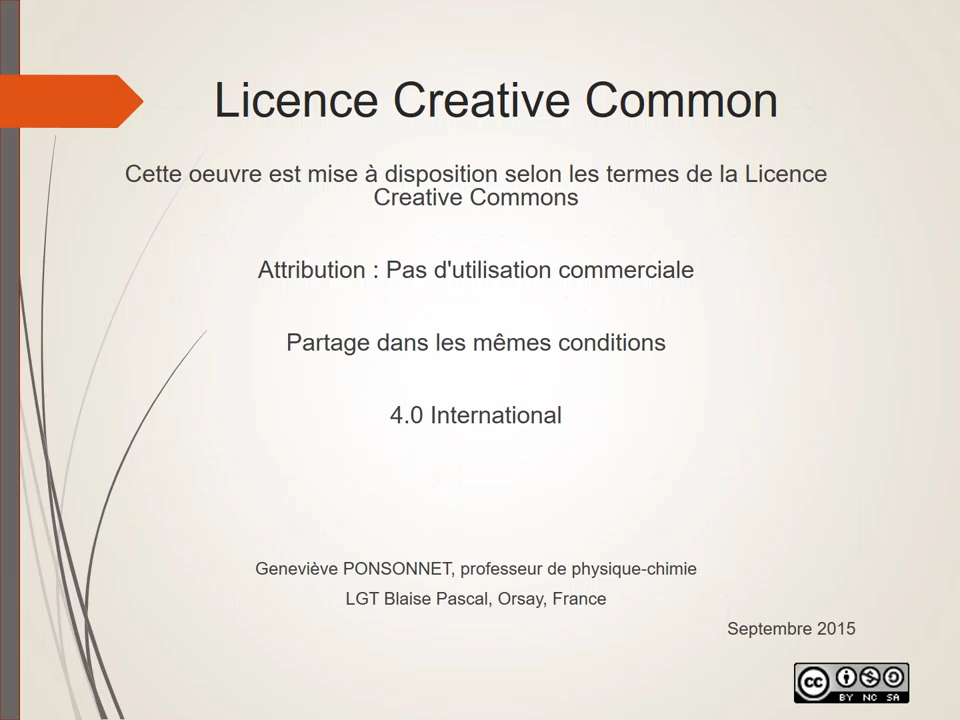 Licence Creative Common
Cette oeuvre est mise à disposition selon les termes de la Licence
Creative Commons
Attribution : Pas d'utilisation commerciale
Partage dans les mêmes conditions
4.0 International
Geneviève PONSONNET, professeur de physique-chimie
LGT Blaise Pascal, Orsay, France
Septembre 2015
cc
BY NC SA